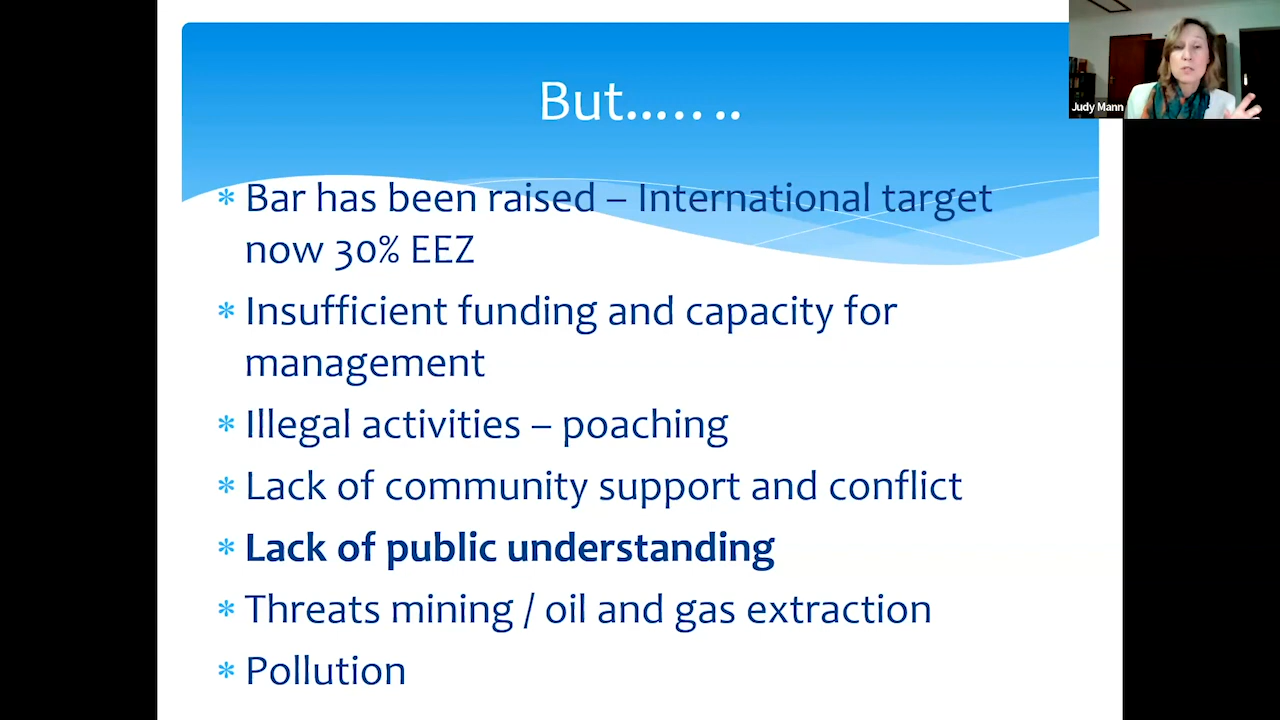 But.......
Judy Mann
* Bar has been raised – International target
now 30% EEZ
* Insufficient funding and capacity for
management
* Illegal activities – poaching
* Lack of community support and conflict
* Lack of public understanding
* Threats mining / oil and gas extraction
* Pollution